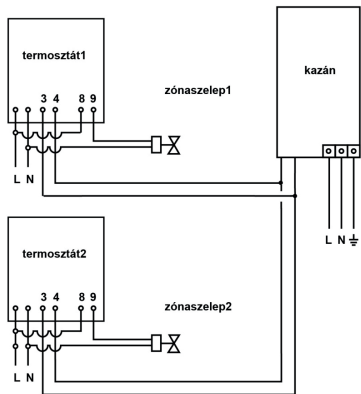 termosztát1
kazán
3 4 8 9
zónaszelep1
L N
L N
termosztát2
3 4 8 9
zónaszelep2
L N